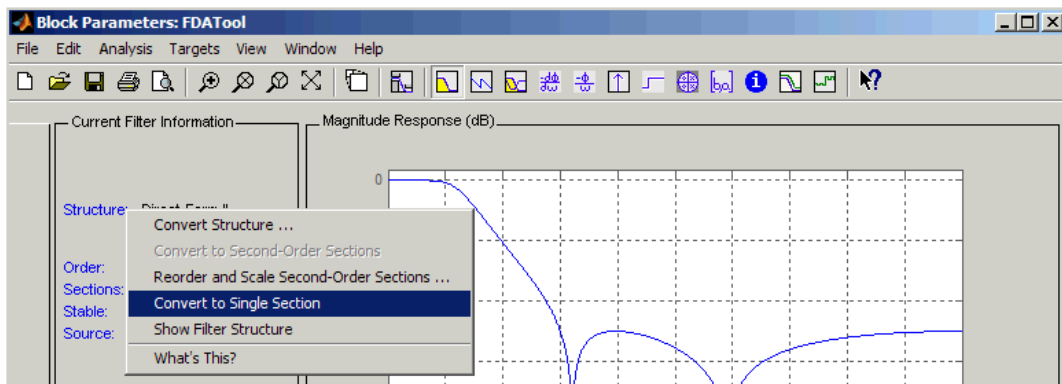 Block Parameters: FDATool
File Edit Analysis Targets View Window Help
Current Filter Information
Magnitude Response (dB)
0
Structure:
Convert Structure ...
Convert to Second-Order Sections
Order:
Reorder and Scale Second-Order Sections ...
Sections:
Convert to Single Section
Stable:
Show Filter Structure
Source:
What's This?